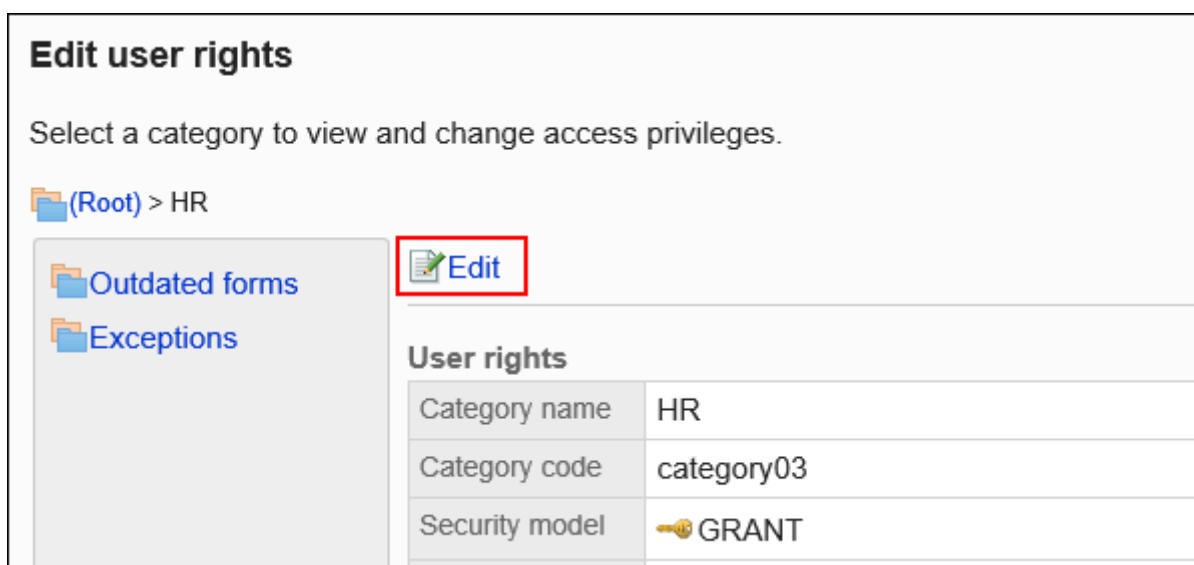 Edit user rights
Select a category to view and change access privileges.
(Root) > HR
Outdated forms
Exceptions
Edit
User rights
Category name HR
Category code category03
Security model GRANT